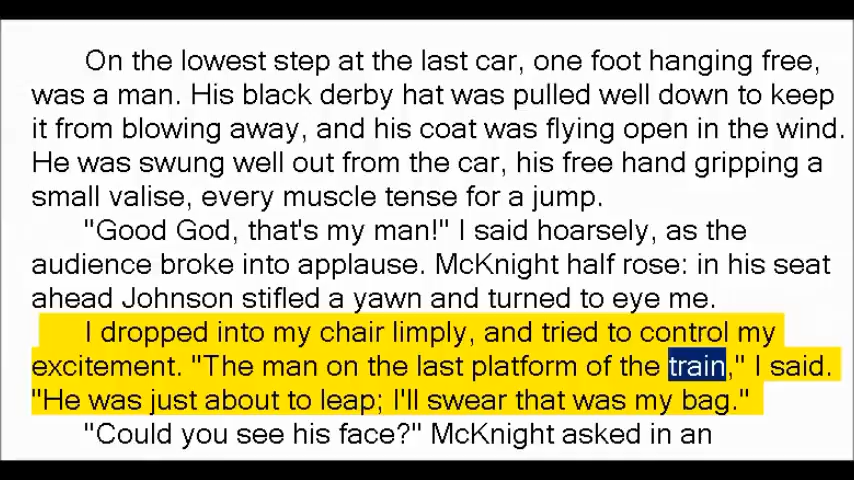 On the lowest step at the last car, one foot hanging free,
was a man. His black derby hat was pulled well down to keep
it from blowing away, and his coat was flying open in the wind.
He was swung well out from the car, his free hand gripping a
small valise, every muscle tense for a jump.
"Good God, that's my man!" I said hoarsely, as the
audience broke into applause. McKnight half rose: in his seat
ahead Johnson stifled a yawn and turned to eye me.
I dropped into my chair limply, and tried to control my
excitement. "The man on the last platform of the train," I said.
"He was just about to leap; I'll swear that was my bag."
"Could you see his face?" McKnight asked in an